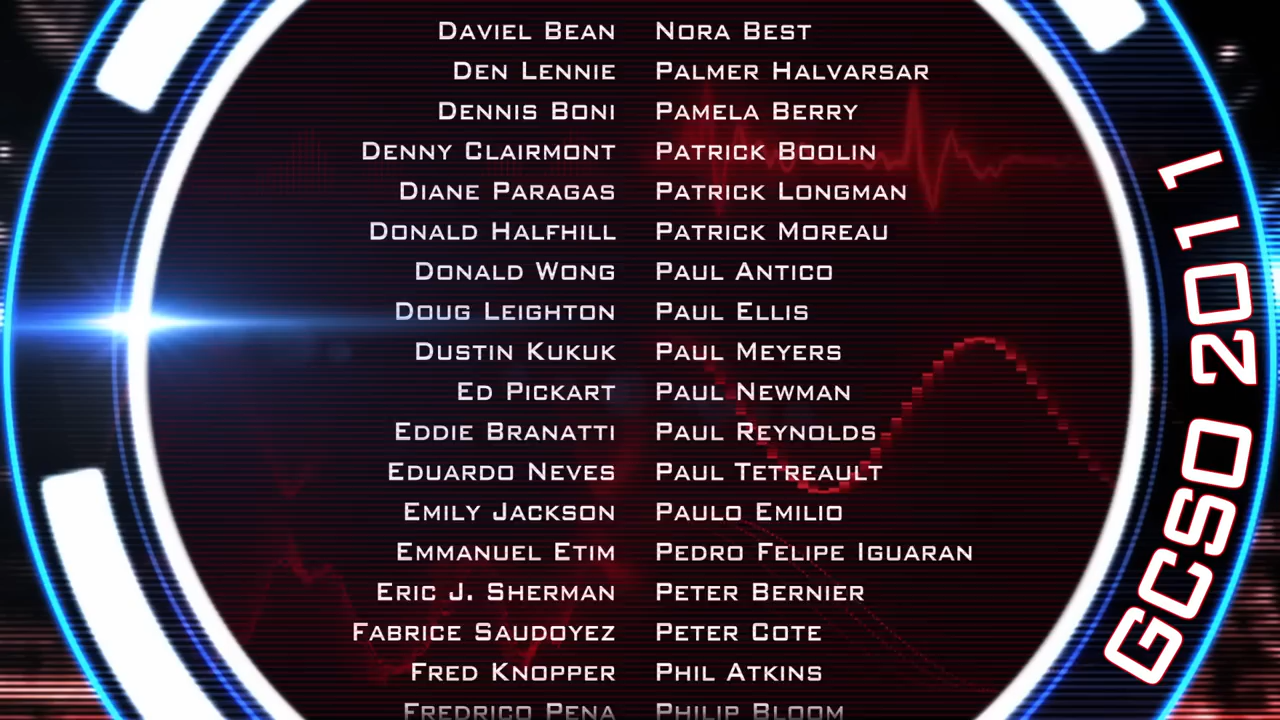 DAVIEL BEAN NORA BEST
DEN LENNIE PALMER HALVARSAR
DENNIS BONI PAMELA BERRY
DENNY CLAIRMONT PATRICK BOOLIN
DIANE PARAGAS PATRICK LONGMAN
DONALD HALFHILL PATRICK MOREAU
DONALD WONG PAUL ANTICO
DOUG LEIGHTON PAUL ELLIS
DUSTIN KUKUK PAUL MEYERS
ED PICKART PAUL NEWMAN
EDDIE BRANATTI PAUL REYNOLDS
EDUARDO NEVES PAUL TETREAULT
EMILY JACKSON PAULO EMILIO
EMMANUEL ETIM PEDRO FELIPE IGUARAN
ERIC J. SHERMAN PETER BERNIER
FABRICE SAUDOYEZ PETER COTE
FRED KNOPPER PHIL ATKINS
FREDRICO PENA PHILIP BLOOM
GCSO 2011